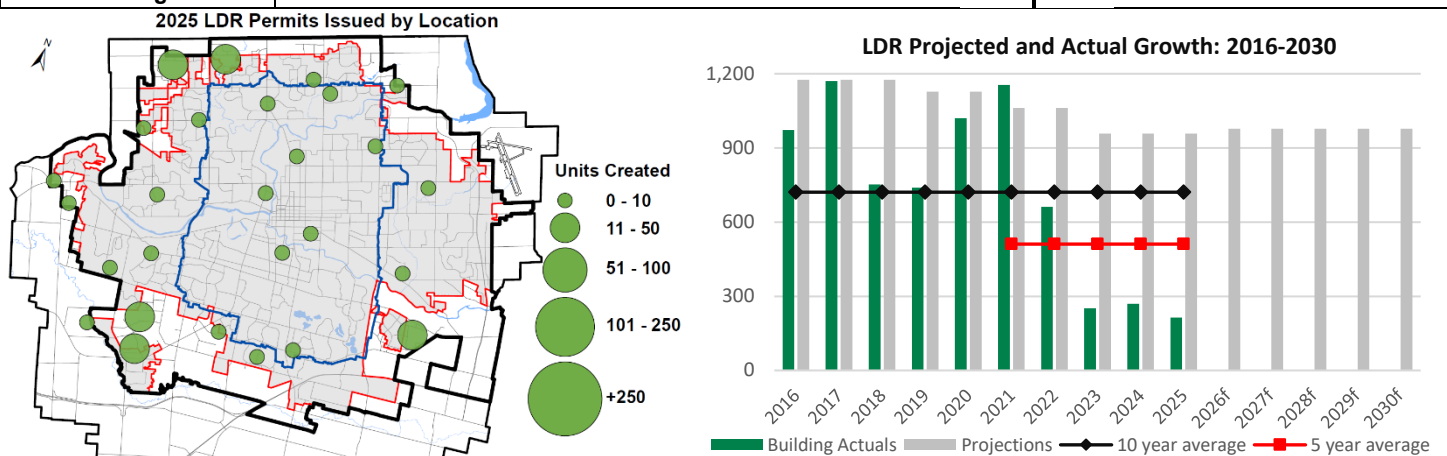 2025 LDR Permits Issued by Location
Units Created
0 - 10
11 - 50
51 - 100
101 - 250
+250
LDR Projected and Actual Growth: 2016-2030
1,200
900
600
300
0
2016
2017
2018
2019
2020
2021
2022
2023
2024
2025
2026f
2027f
2028f
2029f
2030f
Building Actuals
Projections
10 year average
5 year average